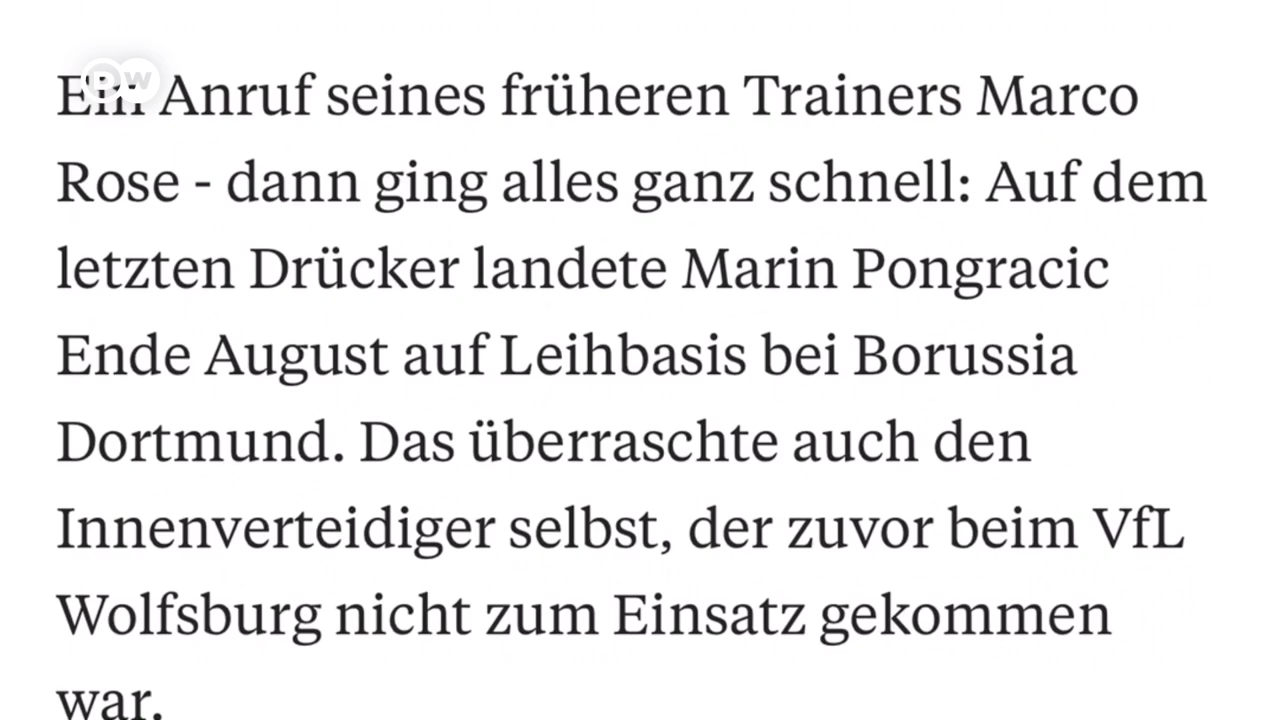 DW
Ein Anruf seines früheren Trainers Marco
Rose - dann ging alles ganz schnell: Auf dem
letzten Drücker landete Marin Pongracic
Ende August auf Leihbasis bei Borussia
Dortmund. Das überraschte auch den
Innenverteidiger selbst, der zuvor beim VfL
Wolfsburg nicht zum Einsatz gekommen
war.